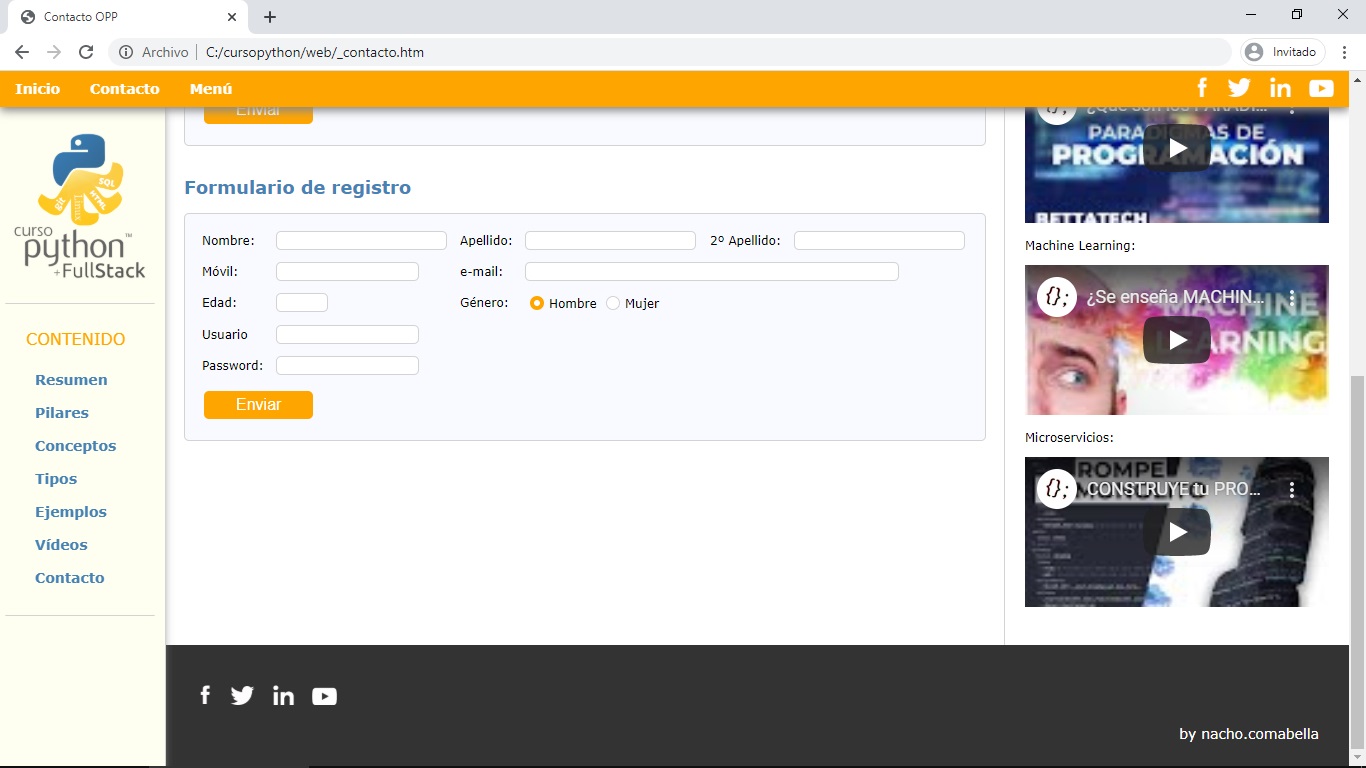 Contacto OPP
Archivo
C:/cursopython/web/_contacto.htm
Invitado
Inicio
Contacto
Menú
SQL
HTML
Linux
git
curso
python™
+FullStack
CONTENIDO
Resumen
Pilares
Conceptos
Tipos
Ejemplos
Vídeos
Contacto
Enviar
Formulario de registro
Nombre:
Apellido:
2º Apellido:
Móvil:
e-mail:
Edad:
Género:
Hombre
Mujer
Usuario
Password:
Enviar
¿Qué son los PARADI...
PARADIGMAS DE
PROGRAMACIÓN
BETTATECH
Machine Learning:
{};
¿Se enseña MACHIN...
MACHINE
LEARNING
Microservicios:
ROMPE
{};
CONSTRUYE tu PRO...
by nacho.comabella